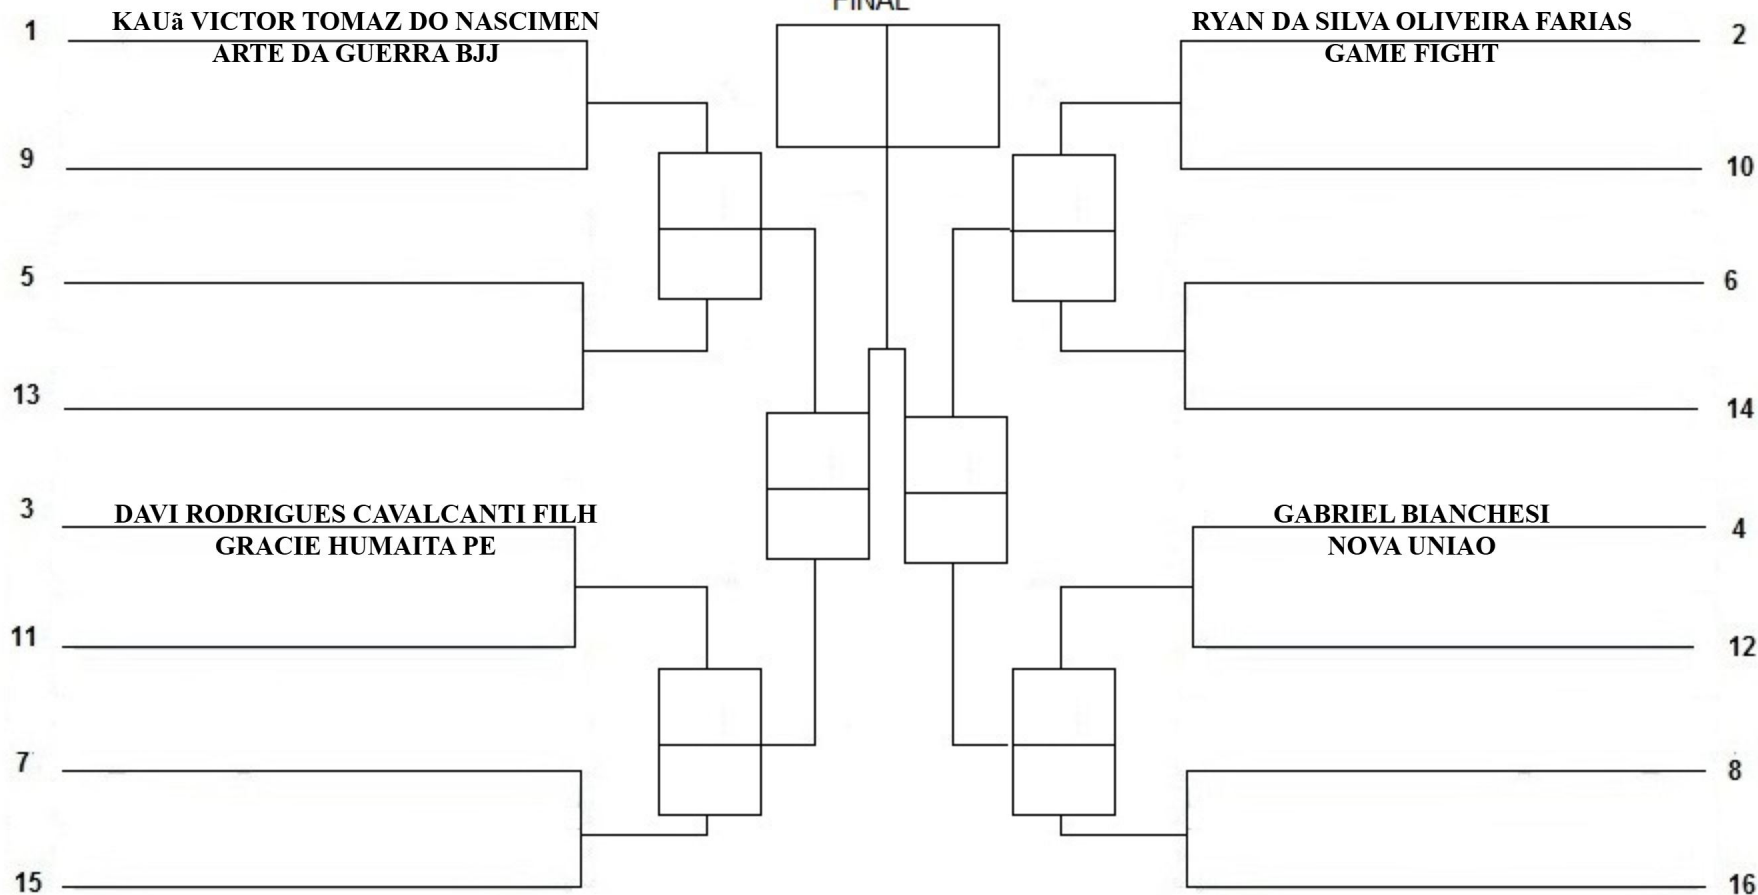 FINAL
1
KAUã VICTOR TOMAZ DO NASCIMEN
ARTE DA GUERRA BJJ
9
5
13
3
DAVI RODRIGUES CAVALCANTI FILH
GRACIE HUMAITA PE
11
7
15
RYAN DA SILVA OLIVEIRA FARIAS
2
GAME FIGHT
10
6
14
GABRIEL BIANCHESI
4
NOVA UNIAO
12
8
16